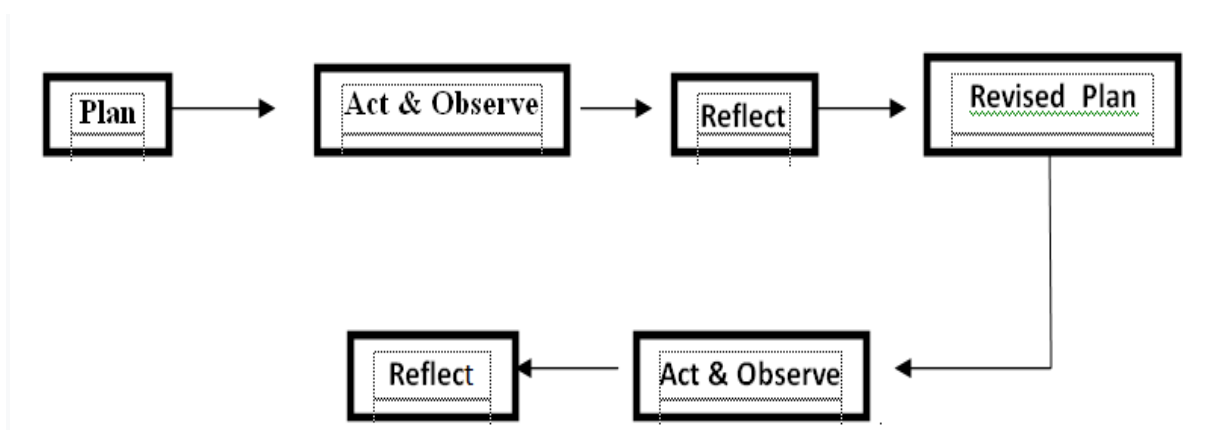 Plan
Act & Observe
Reflect
Revised Plan
Act & Observe
Reflect